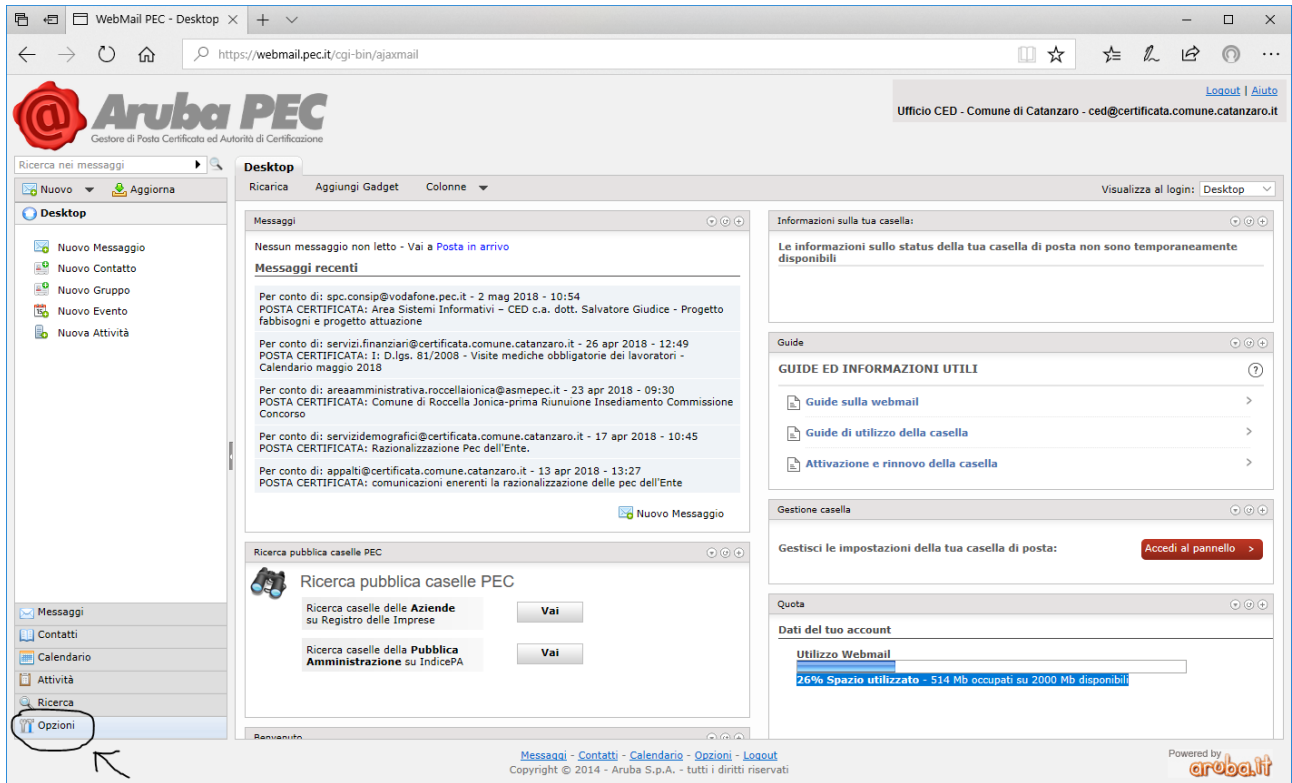 WebMail PEC - Desktop
https://webmail.pec.it/cgi-bin/ajaxmail
Aruba PEC
Gestore di Posta Certificata ed Autorità di Certificazione
Logout | Aiuto
Ufficio CED - Comune di Catanzaro - ced@certificata.comune.catanzaro.it
Ricerca nei messaggi
Nuovo Aggiorna
Desktop
Nuovo Messaggio
Nuovo Contatto
Nuovo Gruppo
Nuovo Evento
Nuova Attività
Messaggi
Contatti
Calendario
Attività
Ricerca
Opzioni
Desktop
Ricarica Aggiungi Gadget Colonne
Visualizza al login: Desktop
Messaggi
Nessun messaggio non letto - Vai a Posta in arrivo
Messaggi recenti
Per conto di: spc.consip@vodafone.pec.it - 2 mag 2018 - 10:54
POSTA CERTIFICATA: Area Sistemi Informativi – CED c.a. dott. Salvatore Giudice - Progetto
fabbisogni e progetto attuazione
Per conto di: servizi.finanziari@certificata.comune.catanzaro.it - 26 apr 2018 - 12:49
POSTA CERTIFICATA: I: D.lgs. 81/2008 - Visite mediche obbligatorie dei lavoratori -
Calendario maggio 2018
Per conto di: areaamministrativa.roccellaionica@asmepec.it - 23 apr 2018 - 09:30
POSTA CERTIFICATA: Comune di Roccella Jonica-prima Riunuione Insediamento Commissione
Concorso
Per conto di: servizidemografici@certificata.comune.catanzaro.it - 17 apr 2018 - 10:45
POSTA CERTIFICATA: Razionalizzazione Pec dell'Ente.
Per conto di: appalti@certificata.comune.catanzaro.it - 13 apr 2018 - 13:27
POSTA CERTIFICATA: comunicazioni enerenti la razionalizzazione delle pec dell'Ente
Nuovo Messaggio
Ricerca pubblica caselle PEC
Ricerca pubblica caselle PEC
Ricerca caselle delle Aziende
su Registro delle Imprese
Vai
Ricerca caselle della Pubblica
Amministrazione su IndicePA
Vai
Benvenuto
Informazioni sulla tua casella:
Le informazioni sullo status della tua casella di posta non sono temporaneamente
disponibili
Guide
GUIDE ED INFORMAZIONI UTILI
Guide sulla webmail
Guide di utilizzo della casella
Attivazione e rinnovo della casella
Gestione casella
Gestisci le impostazioni della tua casella di posta:
Accedi al pannello >
Quota
Dati del tuo account
Utilizzo Webmail
26% Spazio utilizzato - 514 Mb occupati su 2000 Mb disponibili
Messaggi - Contatti - Calendario - Opzioni - Logout
Copyright © 2014 - Aruba S.p.A. - tutti i diritti riservati
Powered by
aruba.it